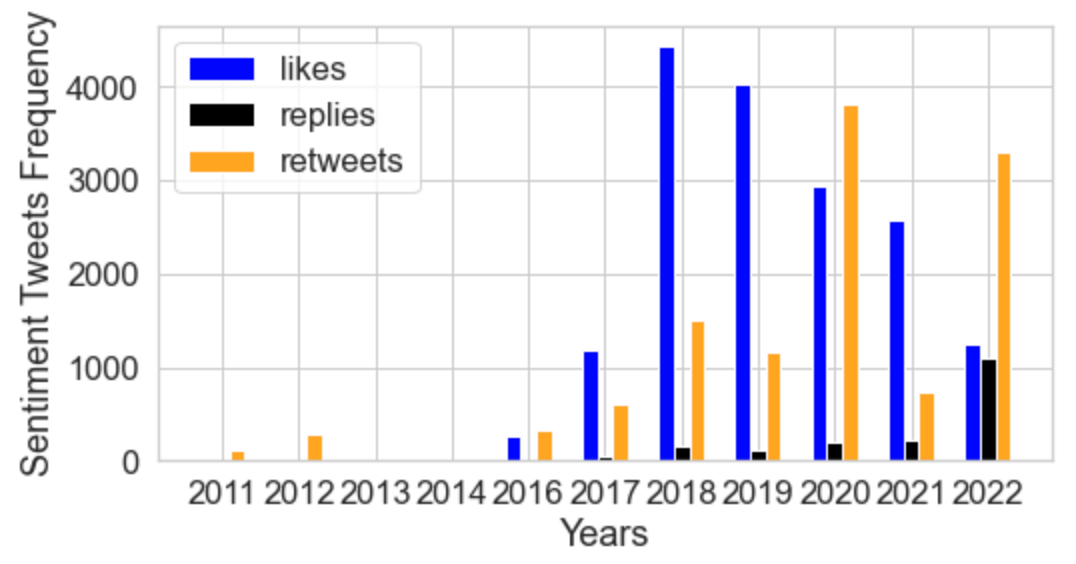 Sentiment Tweets Frequency
likes
replies
retweets
4000
3000
2000
1000
0
2011 2012 2013 2014 2016 2017 2018 2019 2020 2021 2022
Years